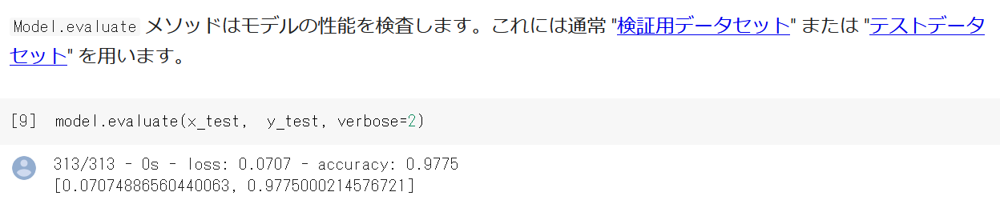 Model.evaluate メソッドはモデルの性能を検査します。これには通常 "検証用データセット" または "テストデータ
セット" を用います。
[9] model.evaluate(x_test, y_test, verbose=2)
313/313 - 0s - loss: 0.0707 - accuracy: 0.9775
[0.07074886560440063, 0.9775000214576721]